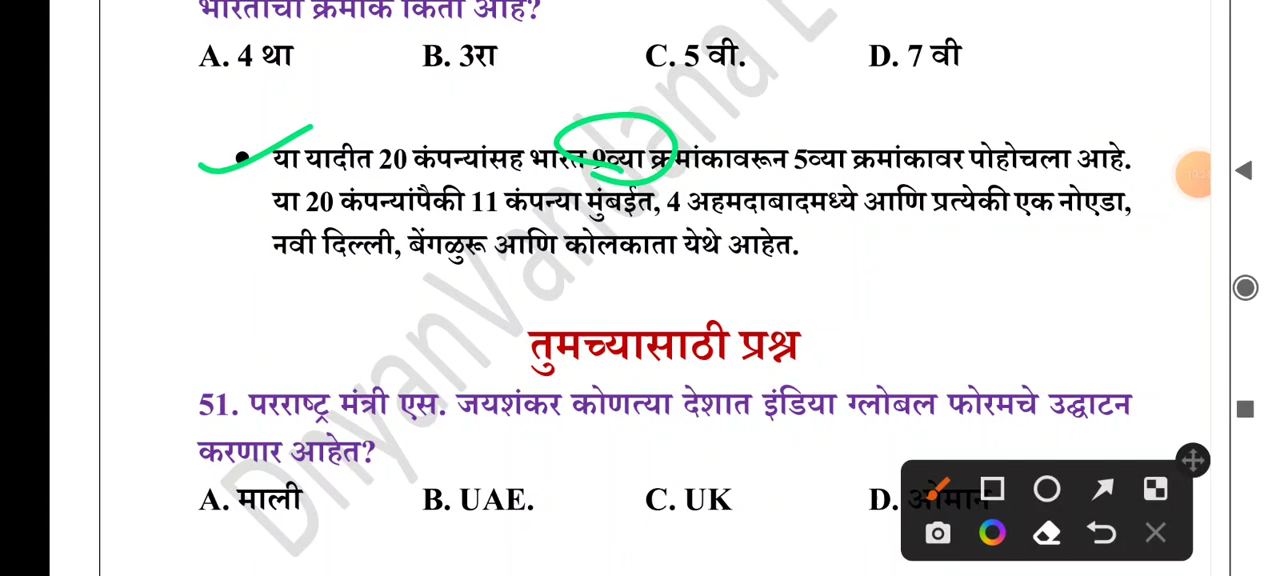 भारताचा क्रमांक किती आहे?
A. 4 था B. 3रा C. 5 वी. D. 7 वी
या यादीत 20 कंपन्यांसह भारत 9व्या क्रमांकावरून 5व्या क्रमांकावर पोहोचला आहे.
या 20 कंपन्यांपैकी 11 कंपन्या मुंबईत, 4 अहमदाबादमध्ये आणि प्रत्येकी एक नोएडा,
नवी दिल्ली, बेंगळुरू आणि कोलकाता येथे आहेत.
तुमच्यासाठी प्रश्न
51. परराष्ट्र मंत्री एस. जयशंकर कोणत्या देशात इंडिया ग्लोबल फोरमचे उद्घाटन
करणार आहेत?
A. माली B. UAE. C. UK D. ओमान
DnyanVandana